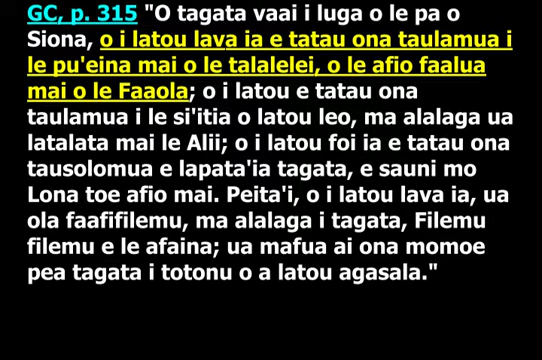 GC, p. 315 "O tagata vaai i luga o le pa o
Siona, o i latou lava ia e tatau ona taulamua i
le pu'eina mai o le talalelei, o le afio faalua
mai o le Faaola; o i latou e tatau ona
taulamua i le si'itia o latou leo, ma alalaga ua
latalata mai le Alii; o i latou foi ia e tatau ona
tausolomua e lapata'ia tagata, e sauni mo
Lona toe afio mai. Peita'i, o i latou lava ia, ua
ola faafifilemu, ma alalaga i tagata, Filemu
filemu e le afaina; ua mafua ai ona momoe
pea tagata i totonu o a latou agasala."